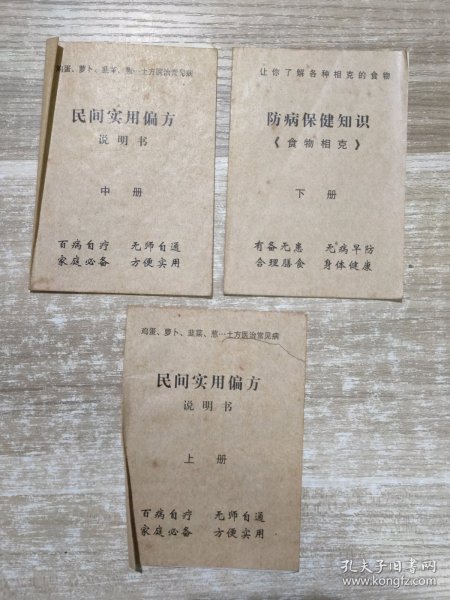 鸡蛋、萝卜、韭菜、葱…土方医治常见病
民间实用偏方
说明书
中册
百病自疗 无师自通
家庭必备 方便实用
让你了解各种相克的食物
防病保健知识
《食物相克》
下册
有备无患 无病早防
合理膳食 身体健康
鸡蛋、萝卜、韭菜、葱…土方医治常见病
民间实用偏方
说明书
上册
百病自疗 无师自通
家庭必备 方便实用
孔夫子旧书网
www.kongfz.com